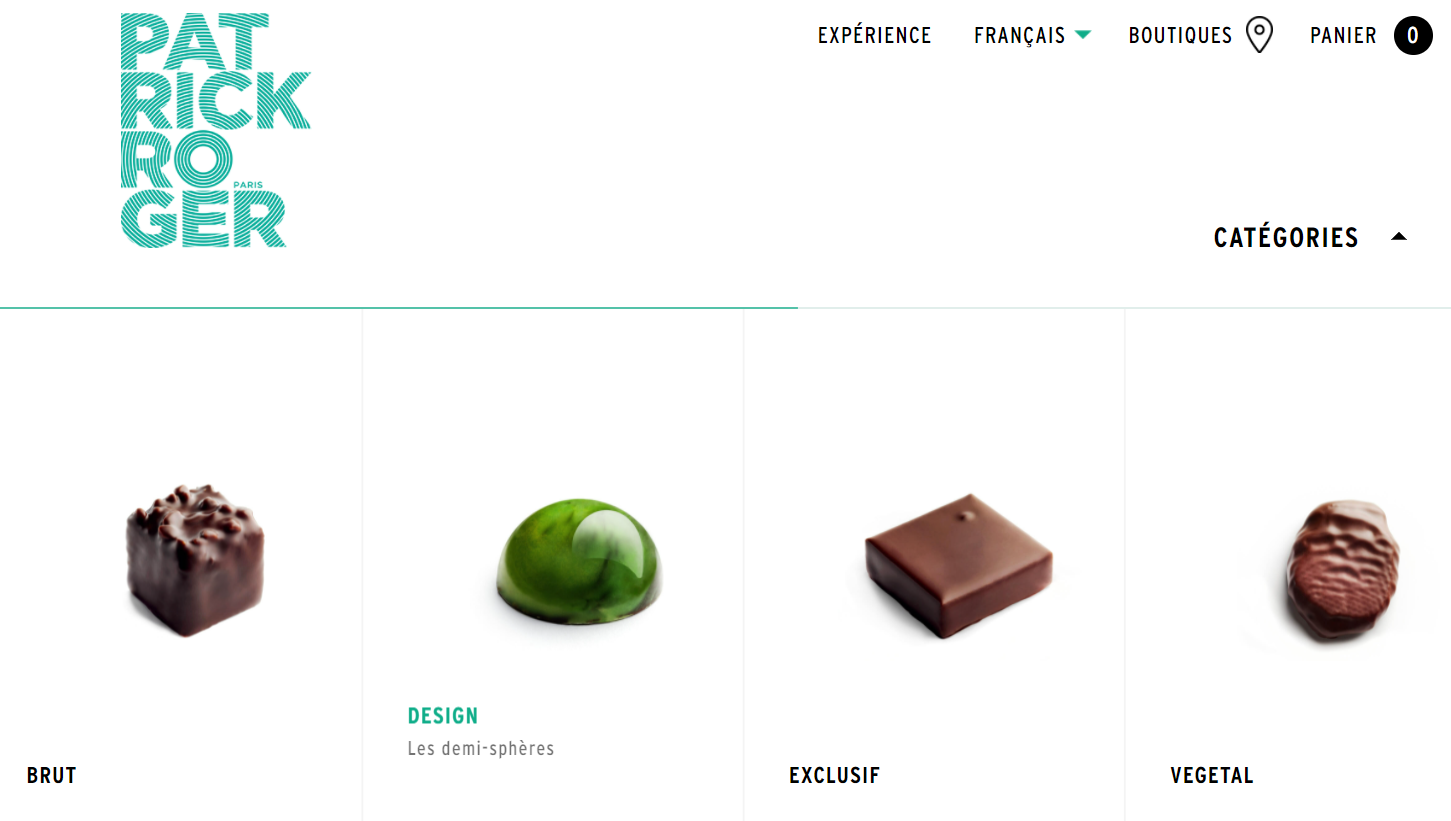 PAT
RICK
RO
PARIS
GER
EXPÉRIENCE FRANÇAIS BOUTIQUES PANIER 0
CATÉGORIES
BRUT
DESIGN
Les demi-sphères
EXCLUSIF
VEGETAL